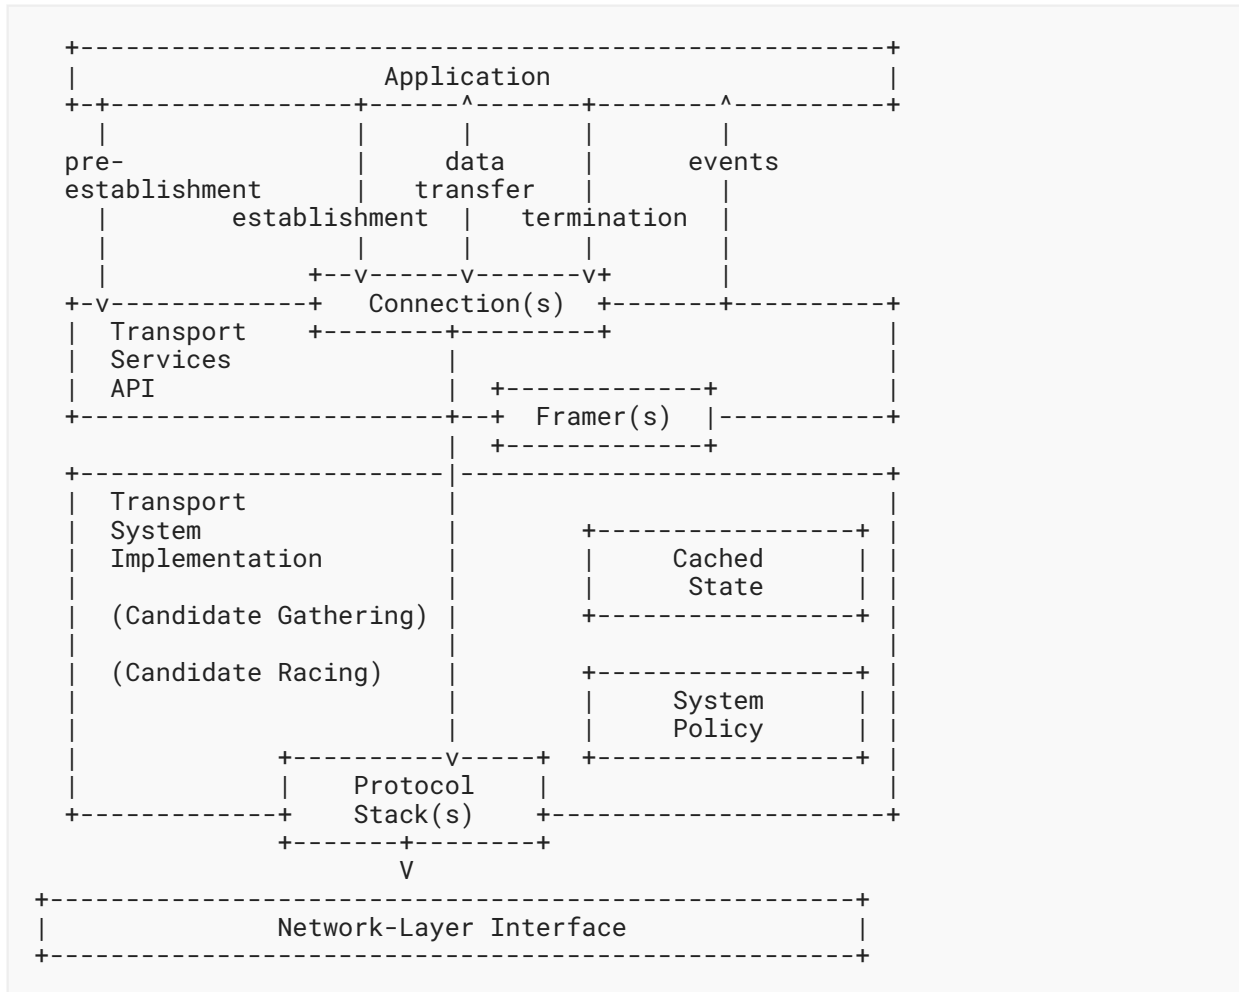 Application
pre-
data
events
establishment
transfer
establishment
termination
Connection(s)
Transport
Services
API
Framer(s)
Transport
System
Implementation
Cached
State
(Candidate Gathering)
(Candidate Racing)
System
Policy
Protocol
Stack(s)
Network-Layer Interface